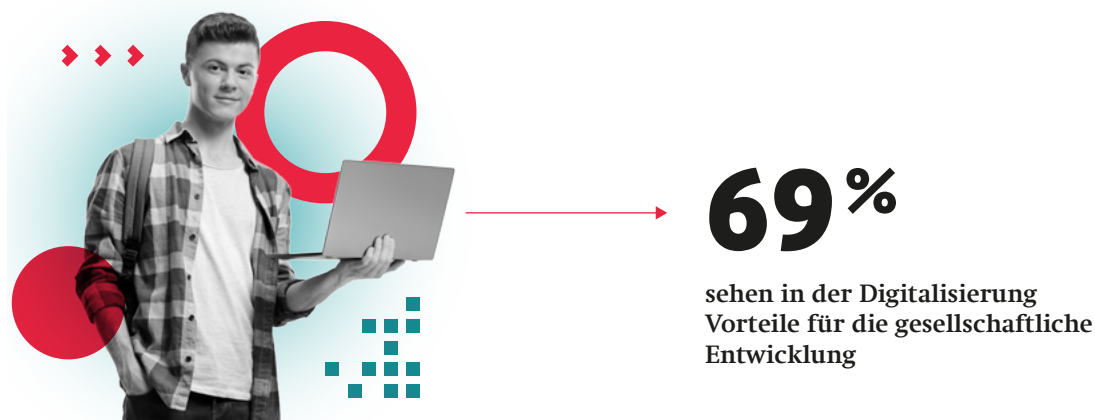 69%
sehen in der Digitalisierung
Vorteile für die gesellschaftliche
Entwicklung